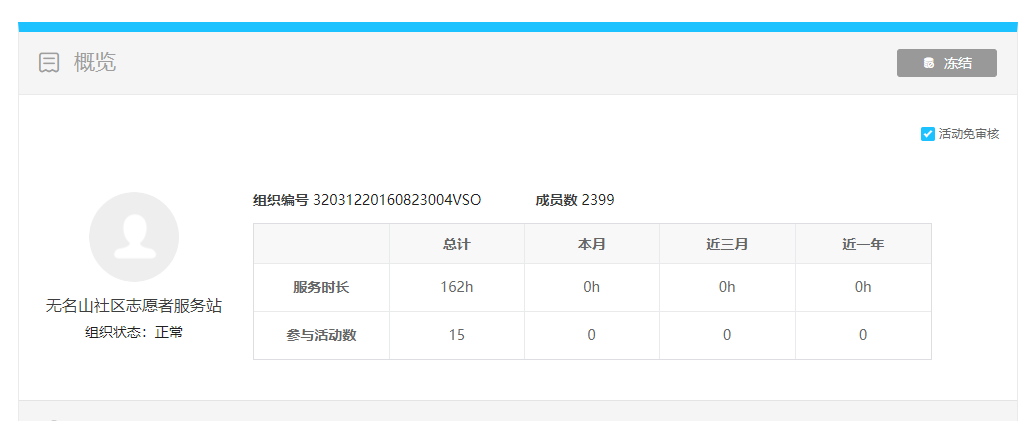 概览
冻结
活动免审核
组织编号 32031220160823004VSO 成员数 2399
总计 本月 近三月 近一年
服务时长 162h 0h 0h 0h
参与活动数 15 0 0 0
无名山社区志愿者服务站
组织状态：正常